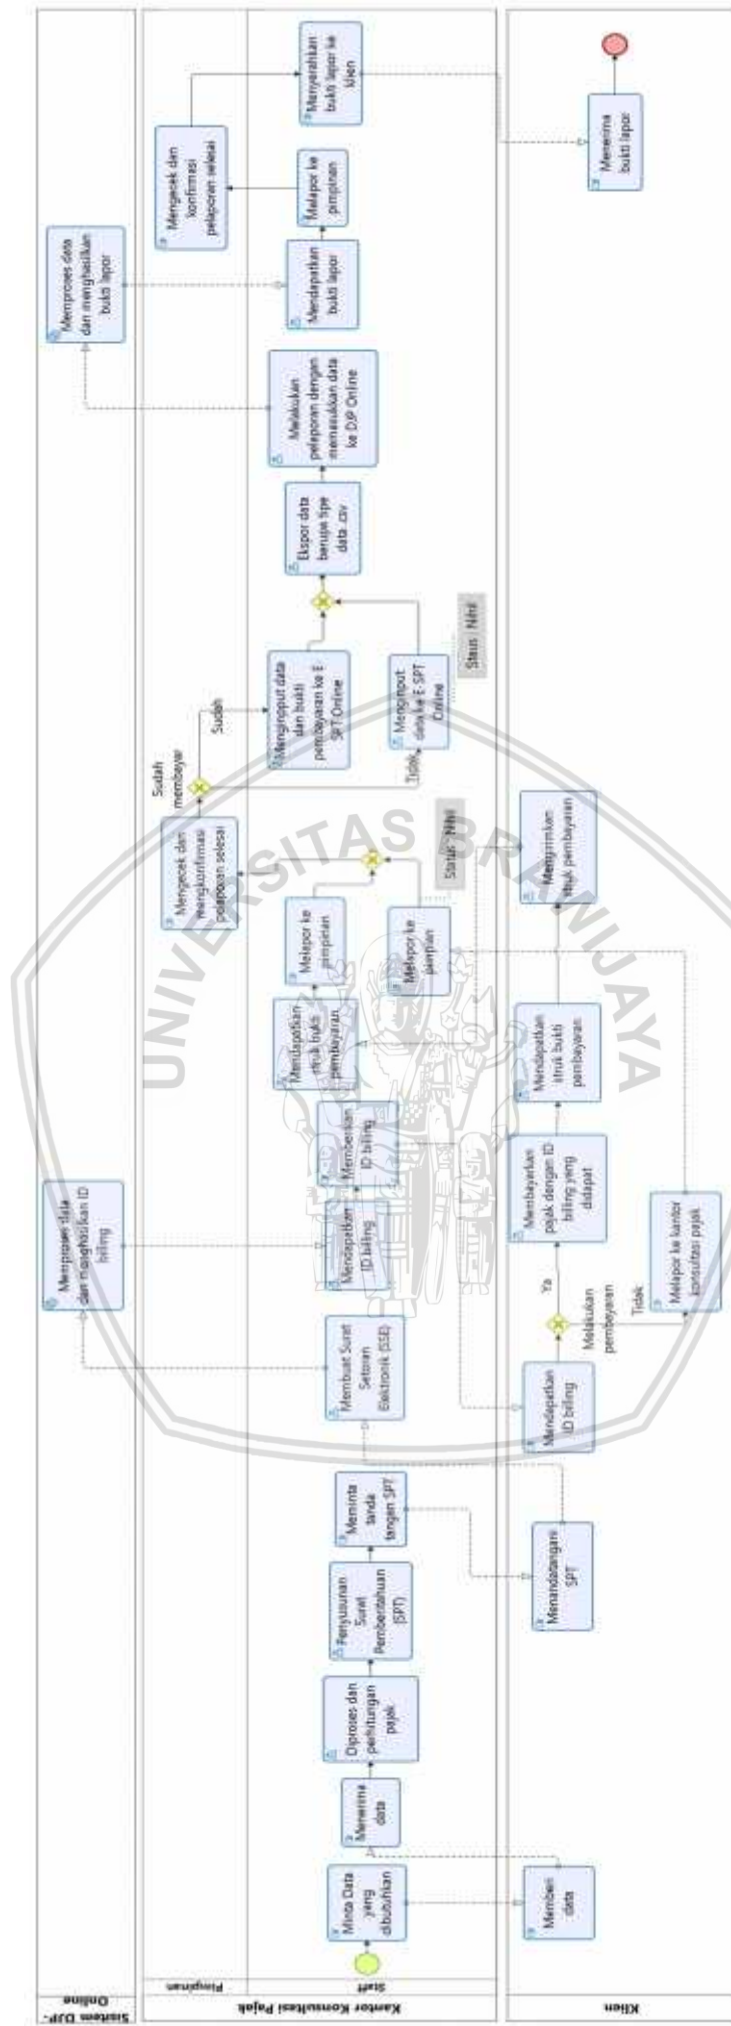 Sisitem DJP-
Online
Kantor Konsultasi Pajak
Pimpinan
Staff
Klien
Minta Data
yang
dibutuhkan
Memberi
data
Menerima
data
Diproses dan
perhitungan
pajak
Penyusunan
Surat
Pemberitahuan
(SPT)
Meminta
tanda
tangan SPT
Menandatangani
SPT
Membuat Surat
Setoran
Elektronik (SSE)
Memproses data
dan menghasilkan ID
billing
Mendapatkan
ID billing
Memberikan
ID billing
Mendapatkan
ID billing
Melakukan
pembayaran
Ya
Tidak
Membayarkan
pajak dengan ID
billing yang
didapat
Melapor ke kantor
konsultasi pajak
Mendapatkan
struk bukti
pembayaran
Mengirimkan
struk pembayaran
Mendapatkan
struk bukti
pembayaran
Melapor ke
pimpinan
Melapor ke
pimpian
Status : Nihil
Mengecek dan
mengkonfirmasi
pelaporan selesai
Sudah
membayar
Sudah
Tidak
Menginpput data
dan bukti
pembayaran ke E
SPT Online
Menginput
data ke E SPT
Online
Staus : Nihil
Ekspor data
berupa tipe
data .csv
Melakukan
pelaporan dengan
memasukkan data
ke DJP Online
Memproses data
dan menghasilkan
bukti lapor
Mendapatkan
bukti lapor
Melapor ke
pimpinan
Mengecek dan
konfirmasi
pelaporan selesai
Menyerahkan
bukti lapor ke
klien
Menerima
bukti lapor
UNIVERSITAS BRAWIJAYA